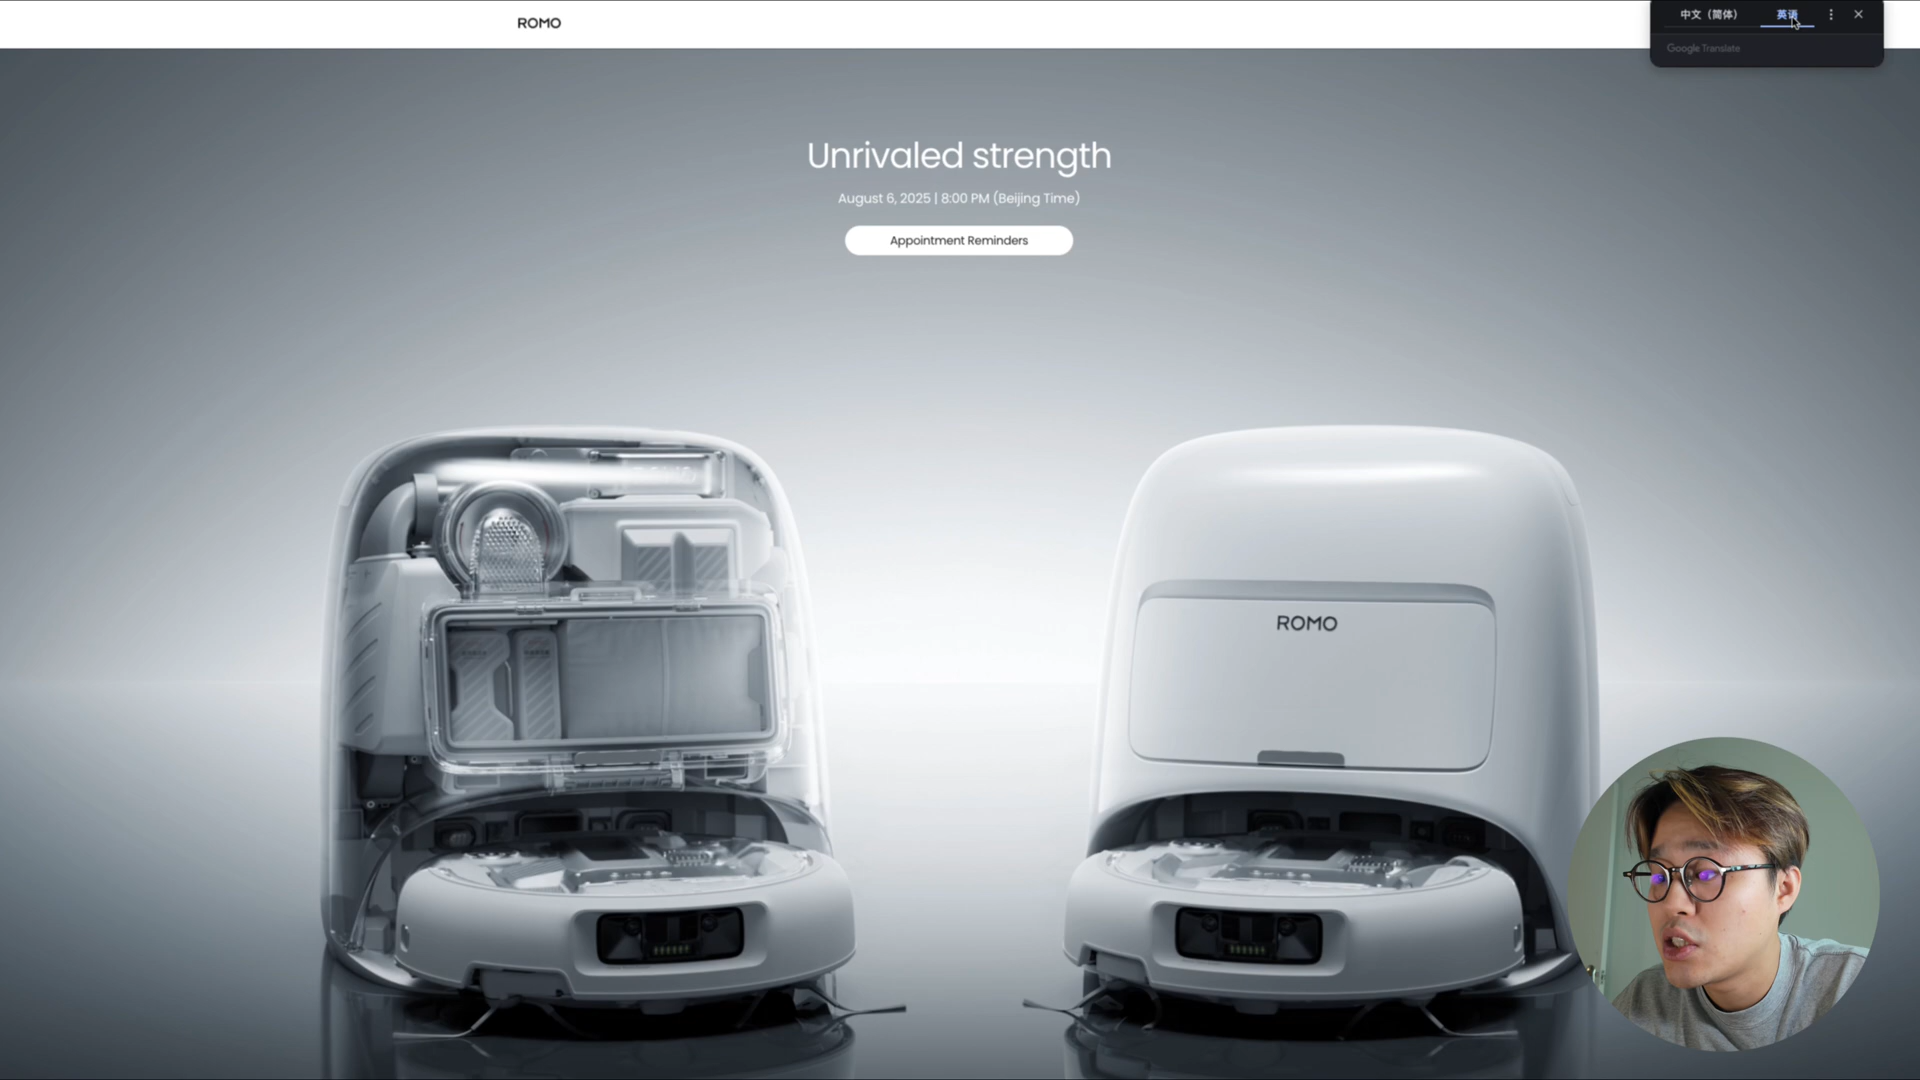 ROMO
中文（简体）
英语
Google Translate
Unrivaled strength
August 6, 2025 | 8:00 PM (Beijing Time)
Appointment Reminders
ROMO